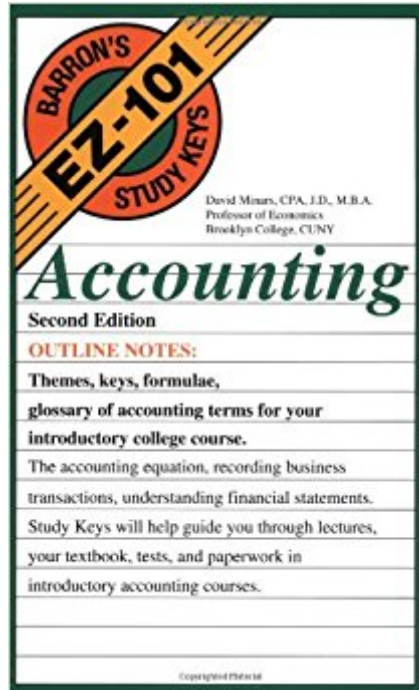 BARRON'S
EZ-101
STUDY KEYS
David Minars, CPA, J.D., M.B.A.
Professor of Economics
Brooklyn College, CUNY
Accounting
Second Edition
OUTLINE NOTES:
Themes, keys, formulae,
glossary of accounting terms for your
introductory college course.
The accounting equation, recording business
transactions, understanding financial statements.
Study Keys will help guide you through lectures,
your textbook, tests, and paperwork in
introductory accounting courses.
Copyrighted Material